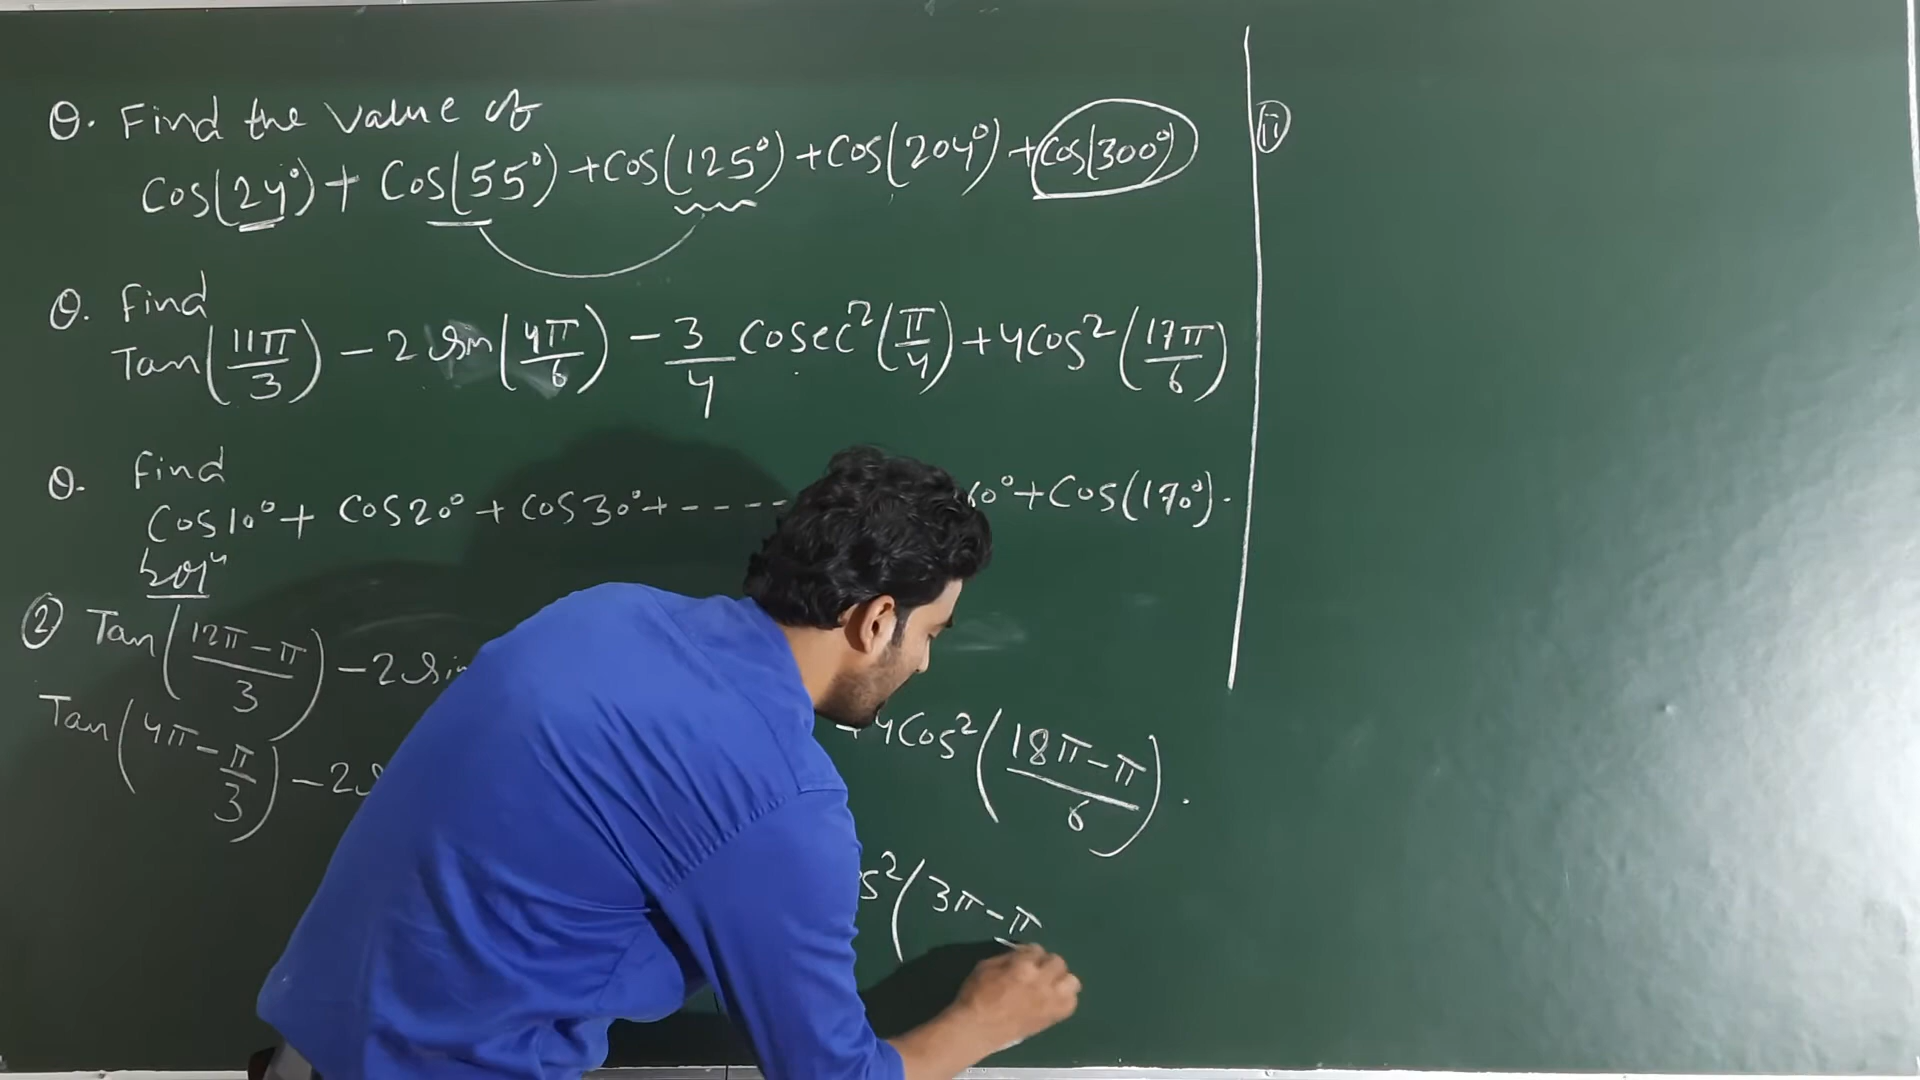 Q. Find the value of
Cos(24°) + Cos(55°) + Cos(125°) + Cos(204°) + Cos(300°)
Q. Find
Tan(11π/3) − 2 Sin(4π/6) − 3/4 Cosec²(π/4) + 4Cos²(17π/6)
Q. Find
Cos10° + Cos20° + Cos30° + - - - - 60° + Cos(170°).
Solⁿ
② Tan((12π−π)/3) − 2 Sin
4Cos²((18π−π)/6).
Tan(4π−π/3) − 2
s²(3π−π
ⓘⓘ